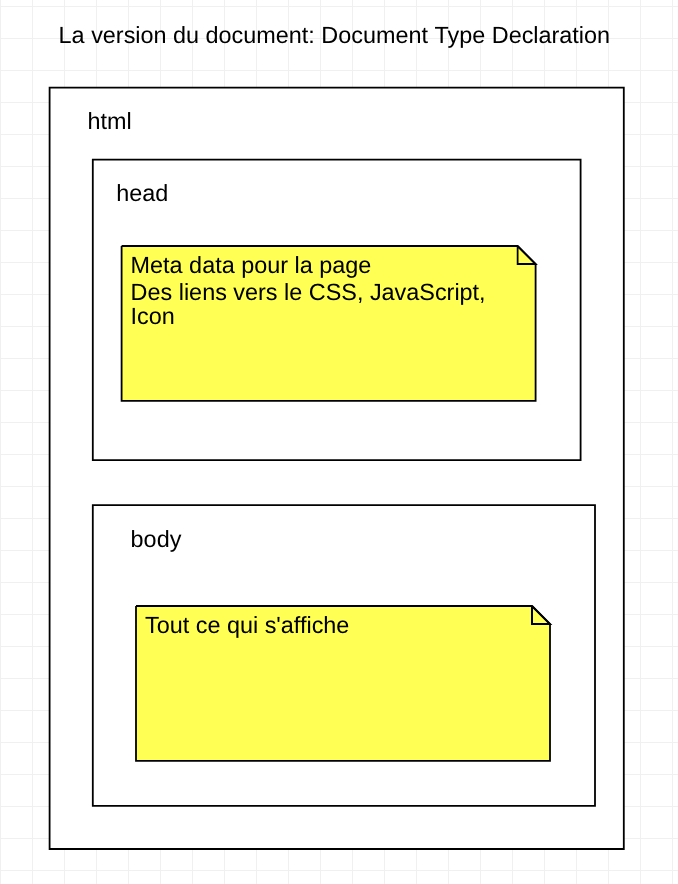 La version du document: Document Type Declaration
html
head
Meta data pour la page
Des liens vers le CSS, JavaScript,
Icon
body
Tout ce qui s'affiche